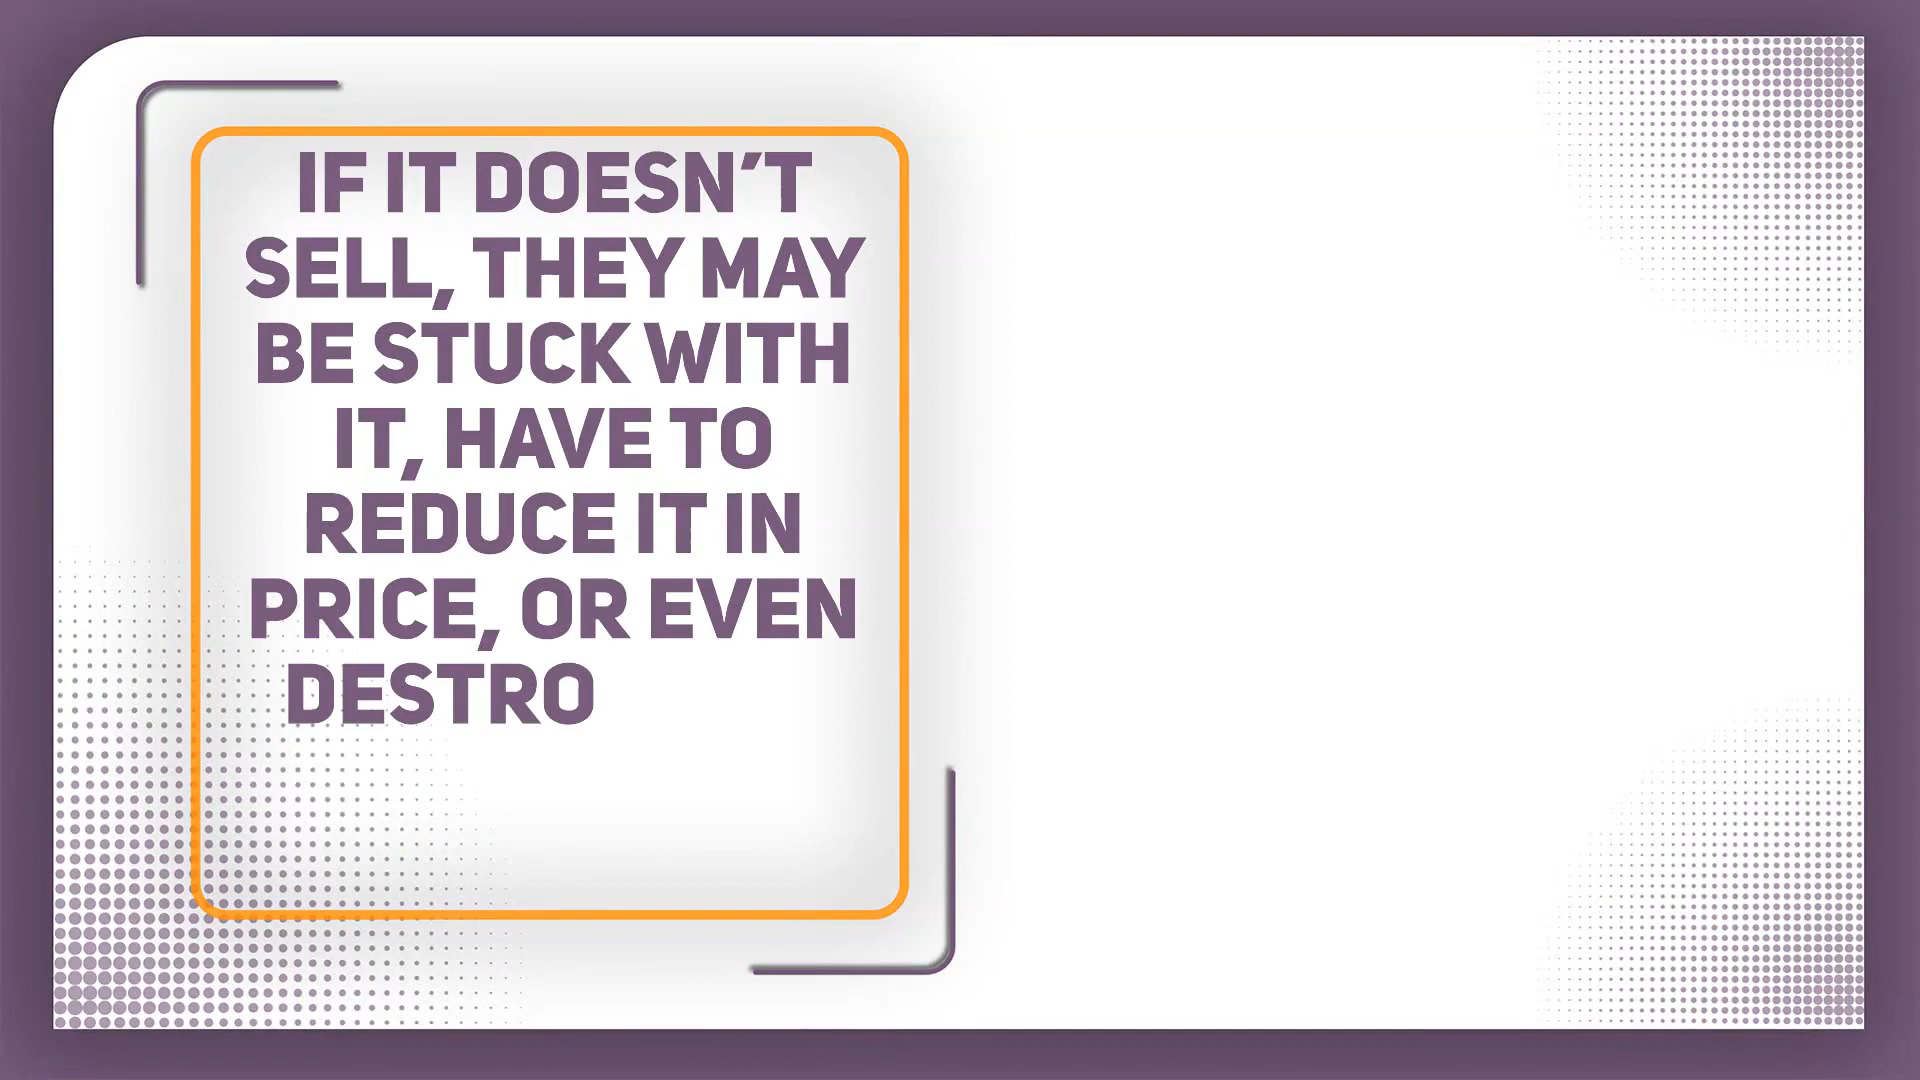 IF IT DOESN’T
SELL, THEY MAY
BE STUCK WITH
IT, HAVE TO
REDUCE IT IN
PRICE, OR EVEN
DESTRO